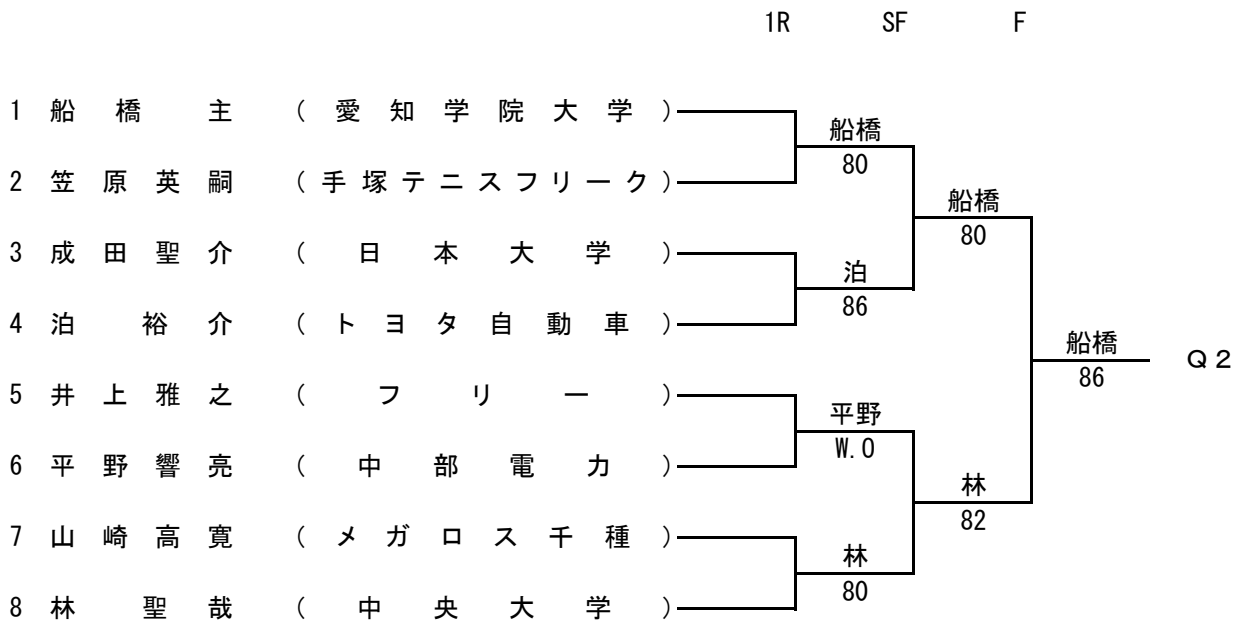 1R SF F
1 船橋 主 (愛知学院大学)
船橋
80
2 笠原英嗣 (手塚テニスフリーク)
船橋
80
3 成田聖介 (日本大学)
泊
86
4 泊 裕介 (トヨタ自動車)
船橋
86
Q2
5 井上雅之 (フリー)
平野
W.O
6 平野響亮 (中部電力)
林
82
7 山崎高寛 (メガロス千種)
林
80
8 林 聖哉 (中央大学)